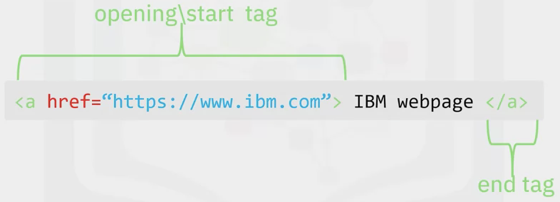 opening\start tag
<a href=“https://www.ibm.com”> IBM webpage </a>
end tag